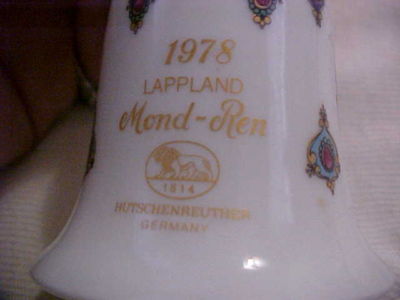 1978
LAPPLAND
Mond-Ren
1814
HUTSCHENREUTHER
GERMANY